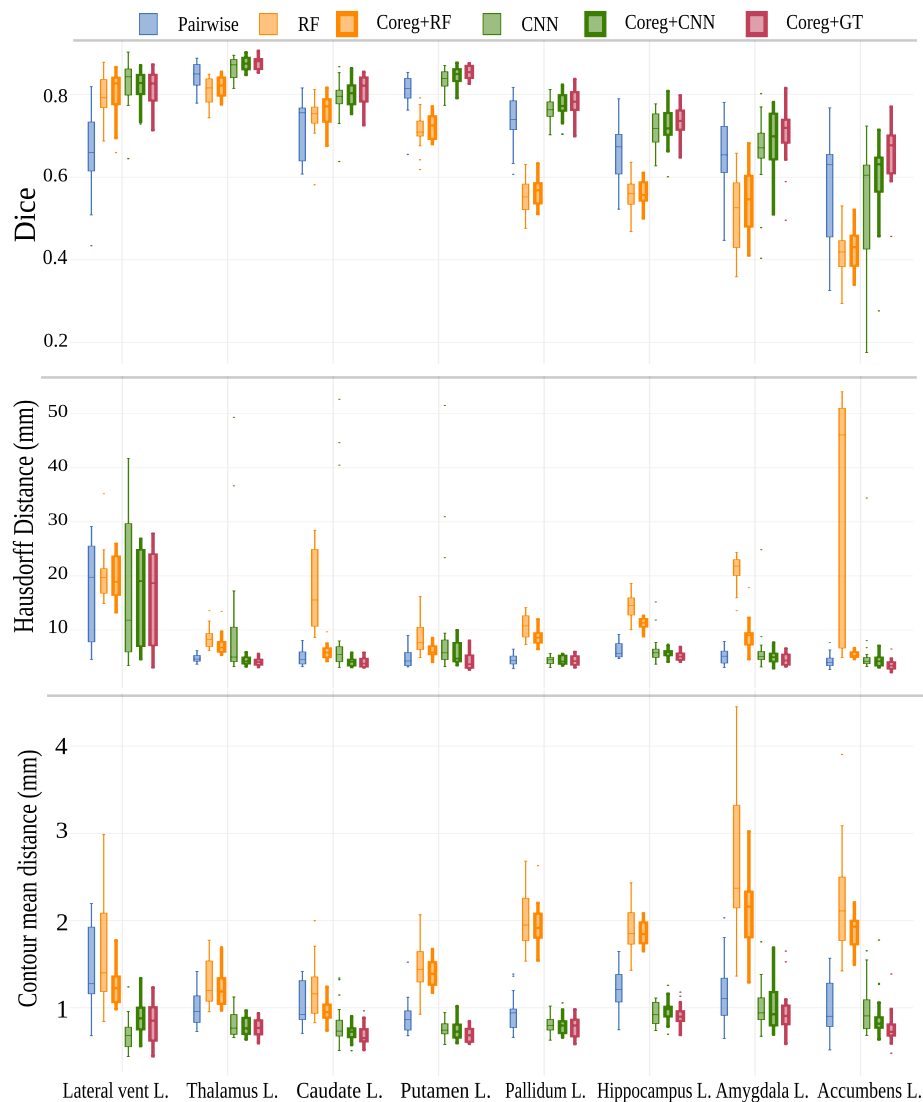 Pairwise RF Coreg+RF CNN Coreg+CNN Coreg+GT
Dice
0.8
0.6
0.4
0.2
Hausdorff Distance (mm)
50
40
30
20
10
Contour mean distance (mm)
4
3
2
1
Lateral vent L. Thalamus L. Caudate L. Putamen L. Pallidum L. Hippocampus L. Amygdala L. Accumbens L.